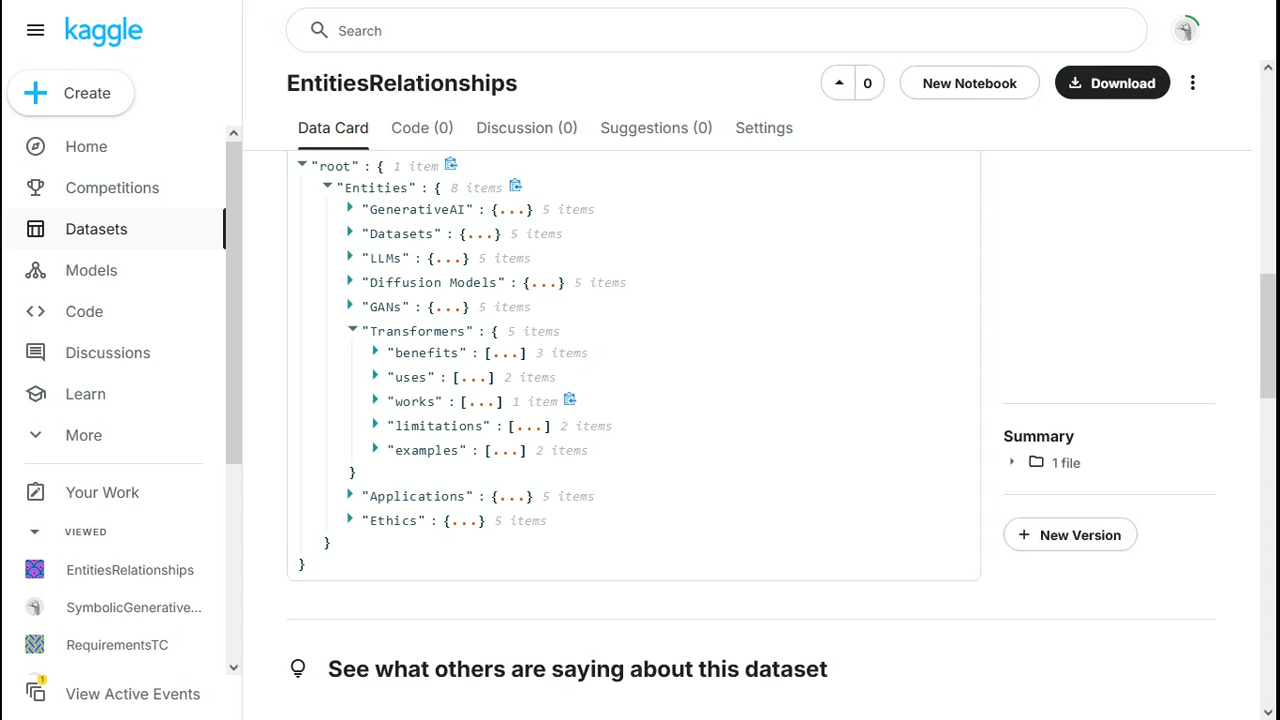 kaggle
Search
Create
EntitiesRelationships
0
New Notebook
Download
Data Card
Code (0)
Discussion (0)
Suggestions (0)
Settings
Home
Competitions
Datasets
Models
Code
Discussions
Learn
More
Your Work
VIEWED
EntitiesRelationships
SymbolicGenerative...
RequirementsTC
1
View Active Events
"root" : { 1 item
"Entities" : { 8 items
"GenerativeAI" : {...} 5 items
"Datasets" : {...} 5 items
"LLMs" : {...} 5 items
"Diffusion Models" : {...} 5 items
"GANs" : {...} 5 items
"Transformers" : { 5 items
"benefits" : [...] 3 items
"uses" : [...] 2 items
"works" : [...] 1 item
"limitations" : [...] 2 items
"examples" : [...] 2 items
}
"Applications" : {...} 5 items
"Ethics" : {...} 5 items
}
}
Summary
1 file
New Version
See what others are saying about this dataset